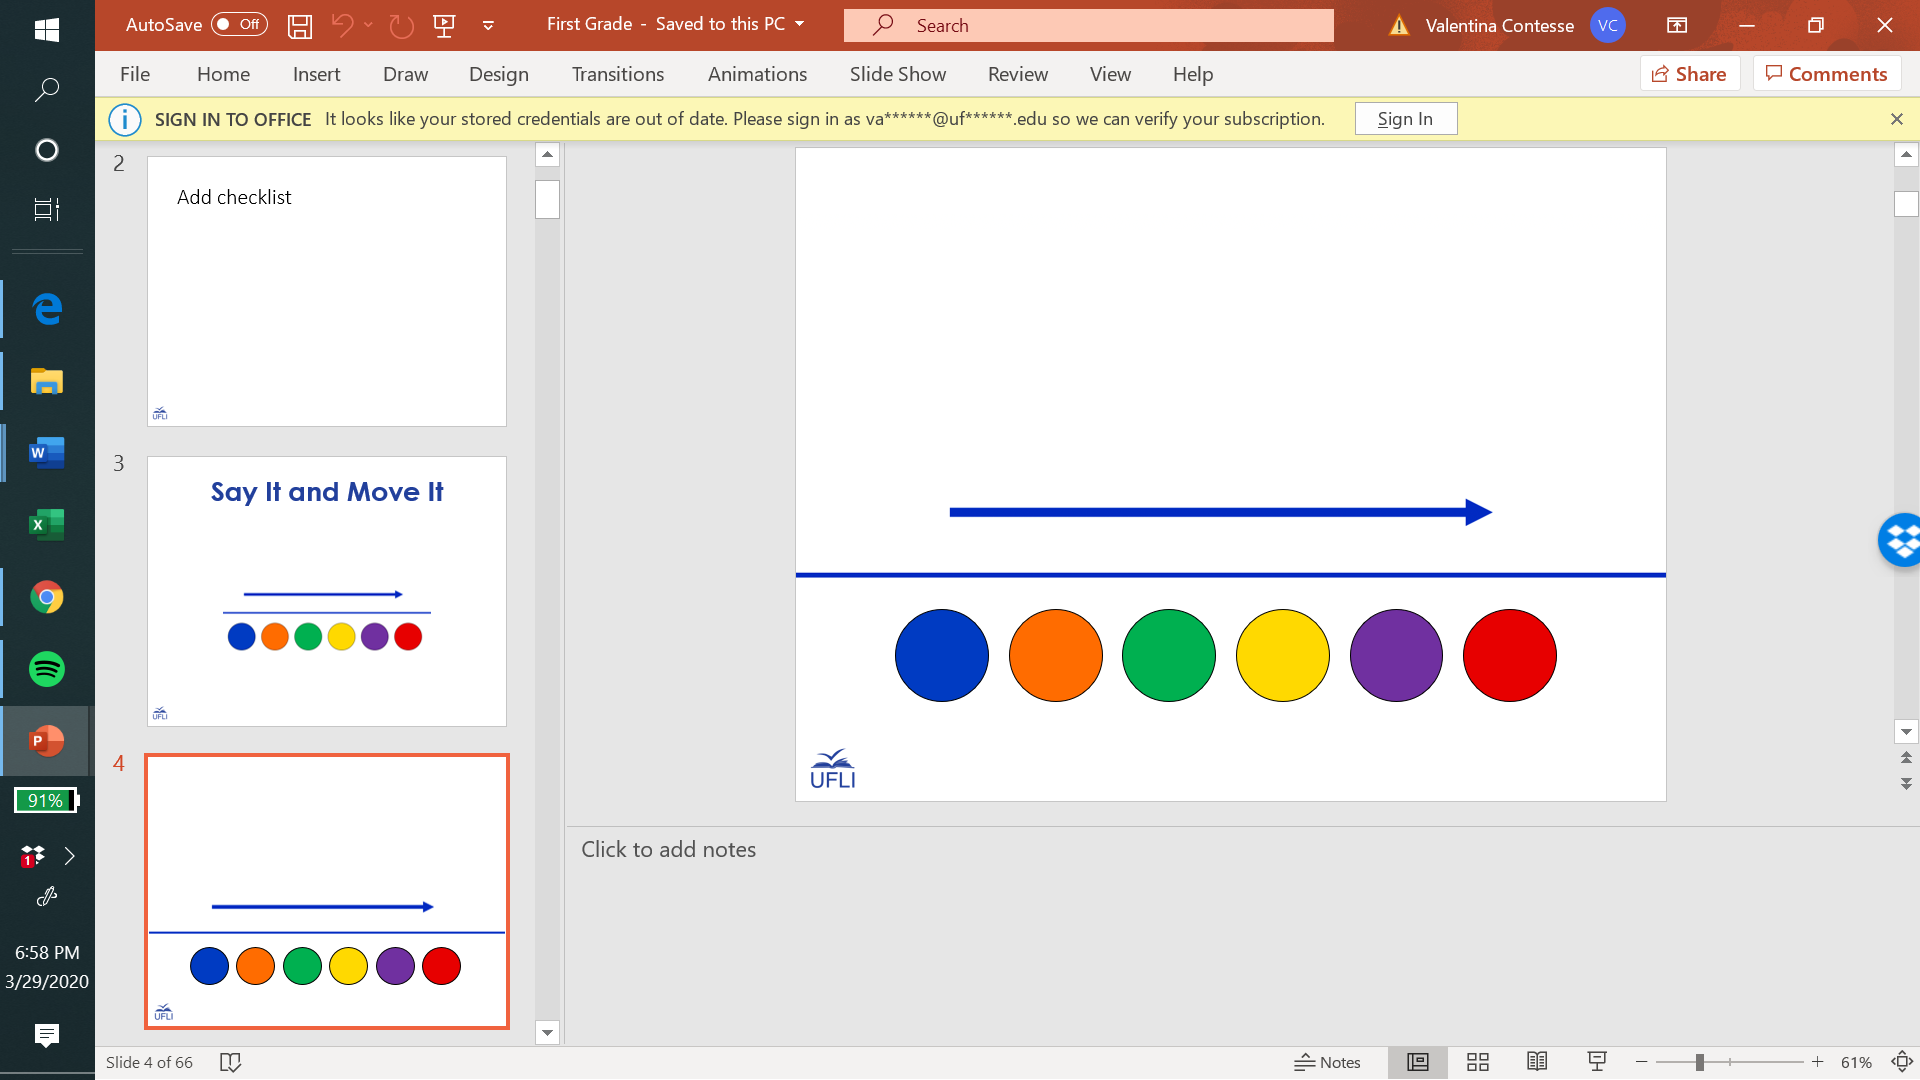 AutoSave Off
First Grade - Saved to this PC
Search
Valentina Contesse VC
File Home Insert Draw Design Transitions Animations Slide Show Review View Help Share Comments
SIGN IN TO OFFICE It looks like your stored credentials are out of date. Please sign in as va******@uf******.edu so we can verify your subscription. Sign In
2
Add checklist
UFLI
3
Say It and Move It
UFLI
4
UFLI
UFLI
Click to add notes
W
X
P
91%
1
6:58 PM
3/29/2020
Slide 4 of 66
Notes
61%